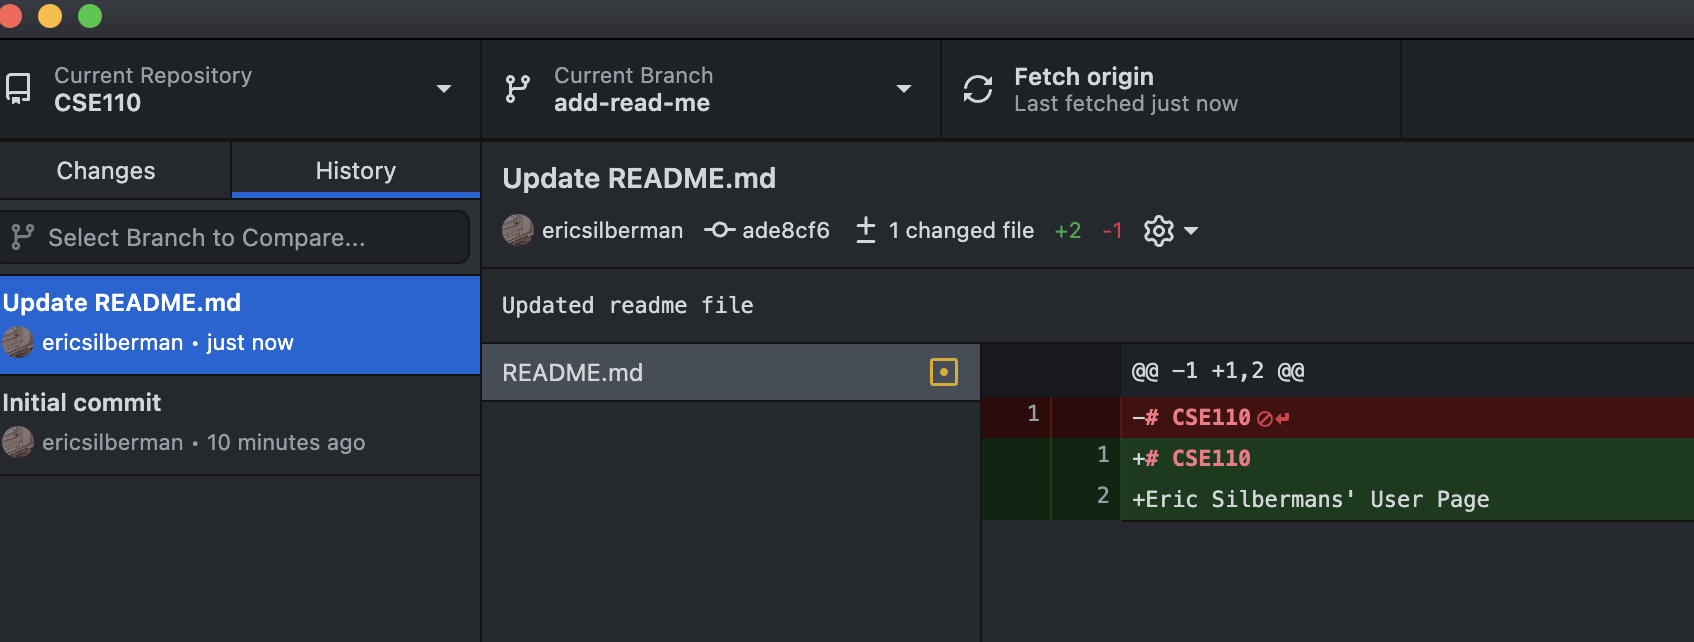 Current Repository
CSE110
Current Branch
add-read-me
Fetch origin
Last fetched just now
Changes
History
Select Branch to Compare...
Update README.md
ericsilberman • just now
Initial commit
ericsilberman • 10 minutes ago
Update README.md
ericsilberman ade8cf6 1 changed file +2 -1
Updated readme file
README.md
@@ -1 +1,2 @@
1 -# CSE110
1 +# CSE110
2 +Eric Silbermans' User Page